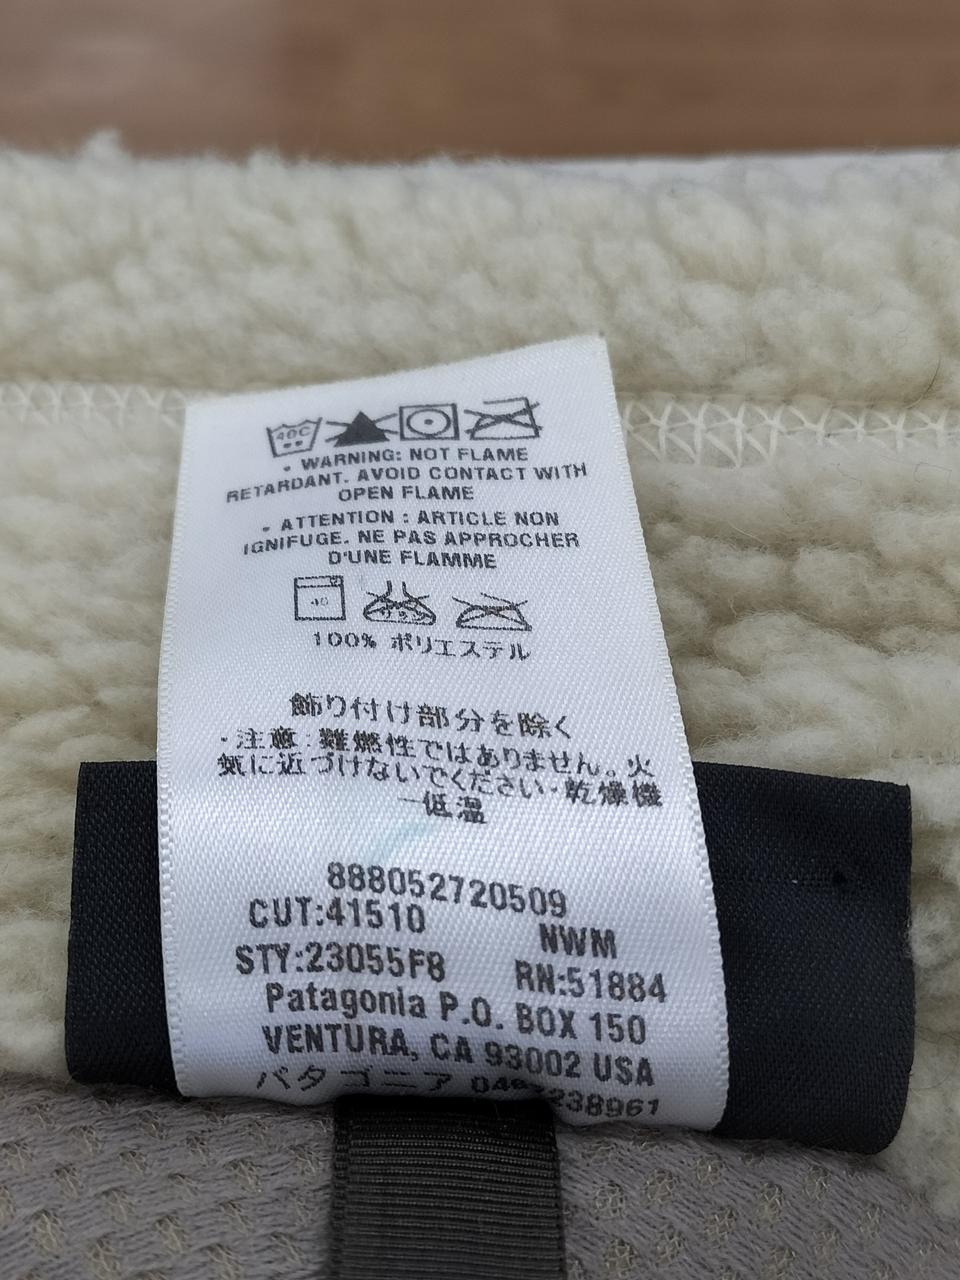 40C
• WARNING: NOT FLAME
RETARDANT. AVOID CONTACT WITH
OPEN FLAME
• ATTENTION : ARTICLE NON
IGNIFUGE. NE PAS APPROCHER
D'UNE FLAMME
40
100% ポリエステル
飾り付け部分を除く
・注意:難燃性ではありません。火
気に近づけないでください・乾燥機
一低温
888052720509
CUT:41510 NWM
STY:23055F8 RN:51884
Patagonia P.O. BOX 150
VENTURA, CA 93002 USA
パタゴニア